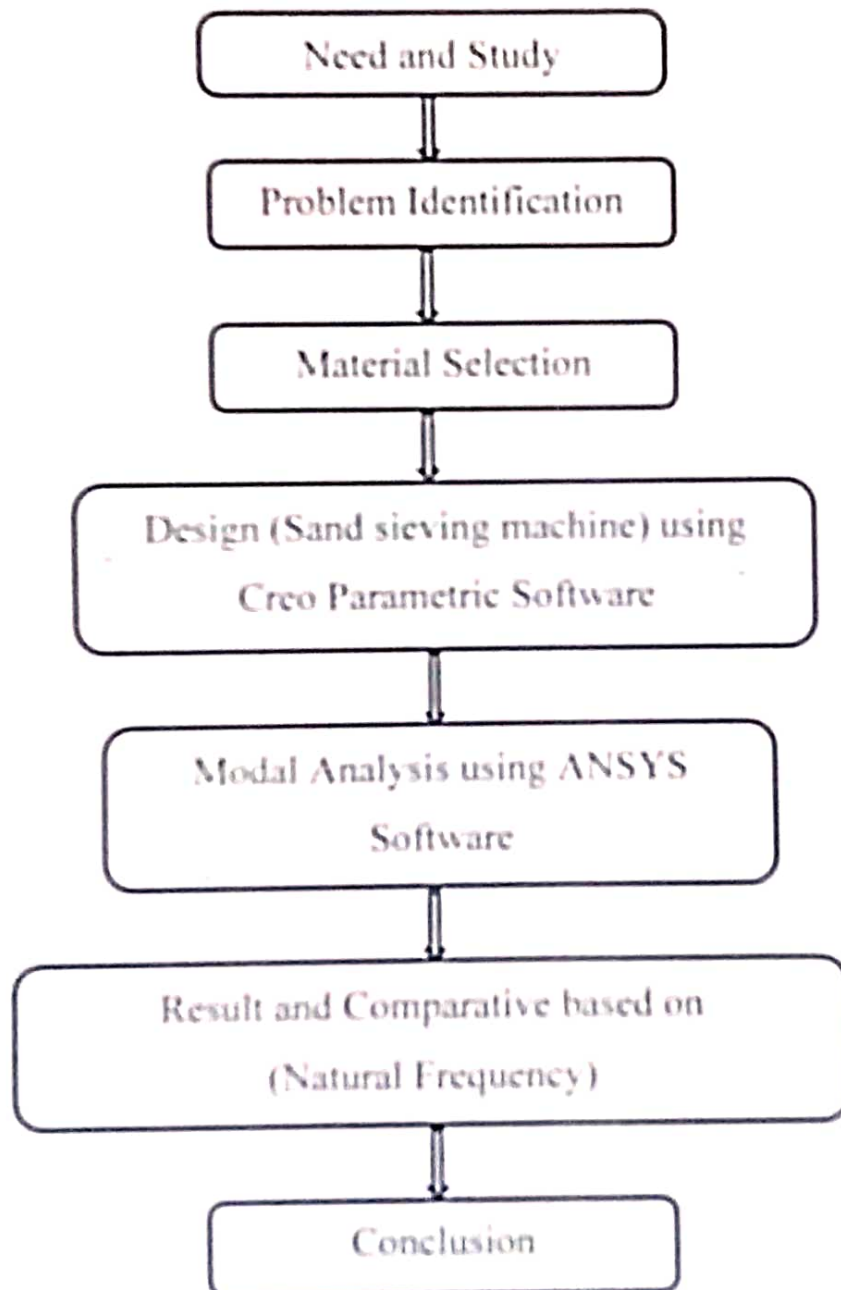 Need and Study
Problem Identification
Material Selection
Design (Sand sieving machine) using
Creo Parametric Software
Modal Analysis using ANSYS
Software
Result and Comparative based on
(Natural Frequency)
Conclusion